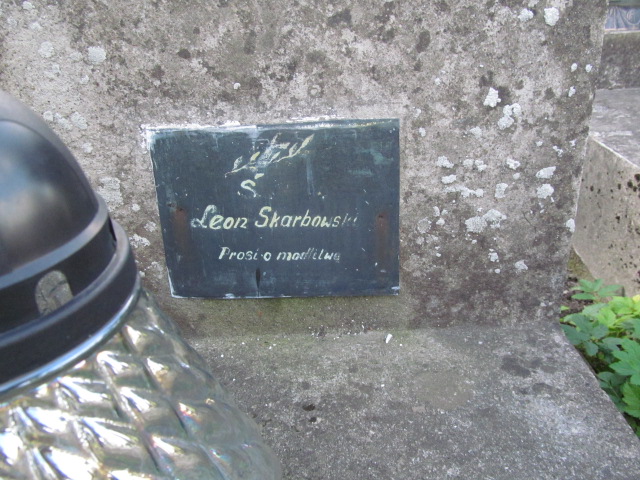 Ś
Leon Skarbowski
Prosi o modlitwę